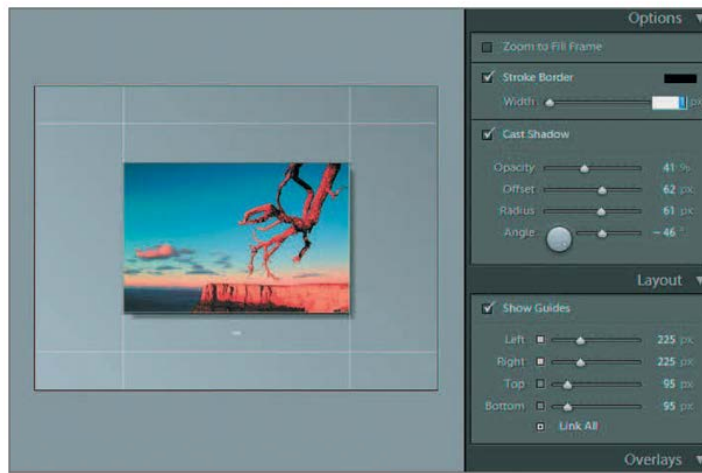 Options ▼
Zoom to Fill Frame
Stroke Border
Width 1 px
Cast Shadow
Opacity 41 %
Offset 62 px
Radius 61 px
Angle - 46 °
Layout ▼
Show Guides
Left 225 px
Right 225 px
Top 95 px
Bottom 95 px
Link All
Overlays ▼